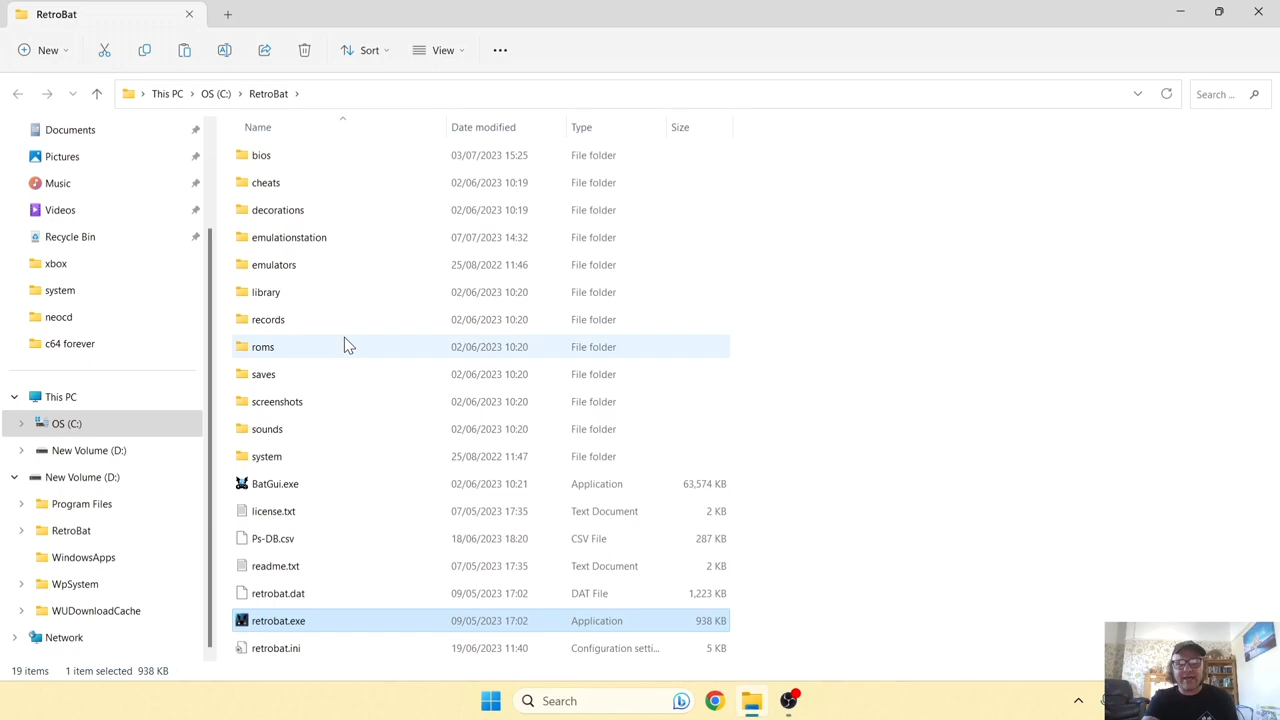 RetroBat
New
Sort
View
This PC
OS (C:)
RetroBat
Search ...
Documents
Pictures
Music
Videos
Recycle Bin
xbox
system
neocd
c64 forever
This PC
OS (C:)
New Volume (D:)
New Volume (D:)
Program Files
RetroBat
WindowsApps
WpSystem
WUDownloadCache
Network
Name Date modified Type Size
bios 03/07/2023 15:25 File folder
cheats 02/06/2023 10:19 File folder
decorations 02/06/2023 10:19 File folder
emulationstation 07/07/2023 14:32 File folder
emulators 25/08/2022 11:46 File folder
library 02/06/2023 10:20 File folder
records 02/06/2023 10:20 File folder
roms 02/06/2023 10:20 File folder
saves 02/06/2023 10:20 File folder
screenshots 02/06/2023 10:20 File folder
sounds 02/06/2023 10:20 File folder
system 25/08/2022 11:47 File folder
BatGui.exe 02/06/2023 10:21 Application 63,574 KB
license.txt 07/05/2023 17:35 Text Document 2 KB
Ps-DB.csv 18/06/2023 18:20 CSV File 287 KB
readme.txt 07/05/2023 17:35 Text Document 2 KB
retrobat.dat 09/05/2023 17:02 DAT File 1,223 KB
retrobat.exe 09/05/2023 17:02 Application 938 KB
retrobat.ini 19/06/2023 11:40 Configuration setti... 5 KB
19 items 1 item selected 938 KB
Search